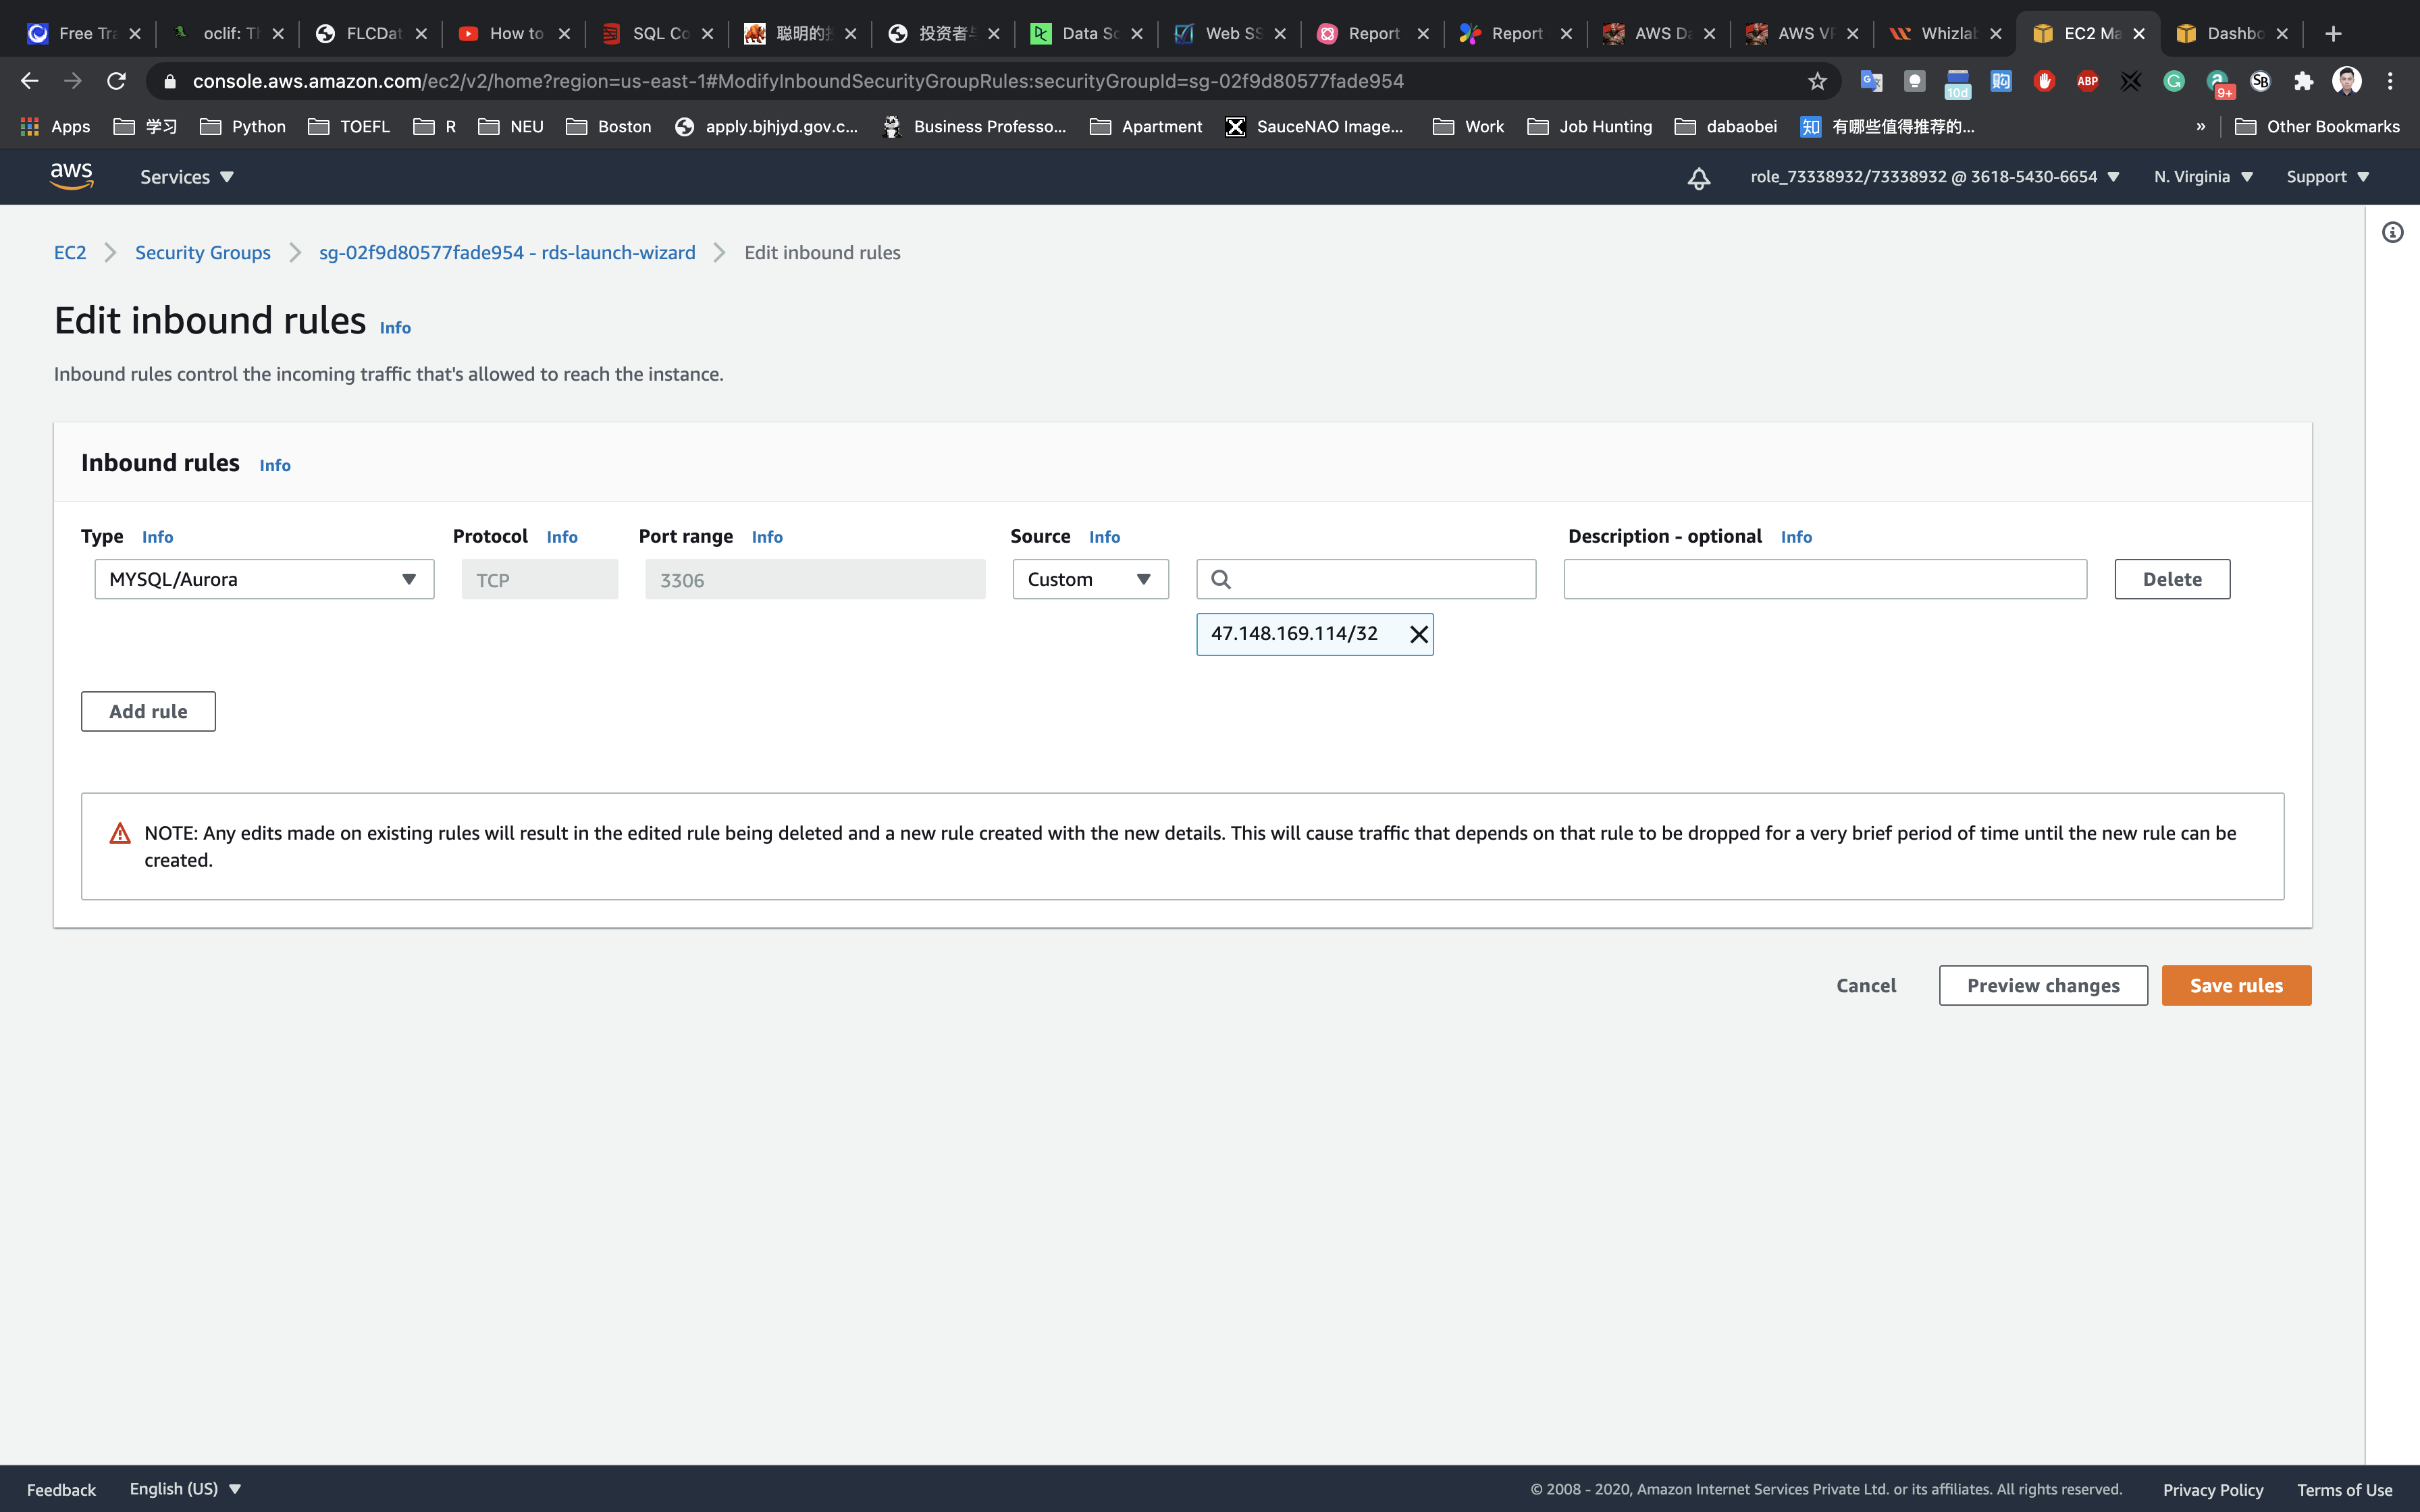 Free Tra
oclif: Th
FLCDat
How to
SQL Co
聪明的投
投资者与
Data Sc
Web SS
Report
Report
AWS Da
AWS VP
Whizlab
EC2 Ma
Dashbo
console.aws.amazon.com/ec2/v2/home?region=us-east-1#ModifyInboundSecurityGroupRules:securityGroupId=sg-02f9d80577fade954
10d
ABP
9+
SB
Apps
学习
Python
TOEFL
R
NEU
Boston
apply.bjhjyd.gov.c...
Business Professo...
Apartment
SauceNAO Image...
Work
Job Hunting
dabaobei
知 有哪些值得推荐的...
»
Other Bookmarks
aws
Services
role_73338932/73338932 @ 3618-5430-6654
N. Virginia
Support
EC2
Security Groups
sg-02f9d80577fade954 - rds-launch-wizard
Edit inbound rules
Edit inbound rules Info
Inbound rules control the incoming traffic that's allowed to reach the instance.
Inbound rules Info
Type Info
Protocol Info
Port range Info
Source Info
Description - optional Info
MYSQL/Aurora
TCP
3306
Custom
Delete
47.148.169.114/32
Add rule
NOTE: Any edits made on existing rules will result in the edited rule being deleted and a new rule created with the new details. This will cause traffic that depends on that rule to be dropped for a very brief period of time until the new rule can be
created.
Cancel
Preview changes
Save rules
Feedback
English (US)
© 2008 - 2020, Amazon Internet Services Private Ltd. or its affiliates. All rights reserved.
Privacy Policy
Terms of Use